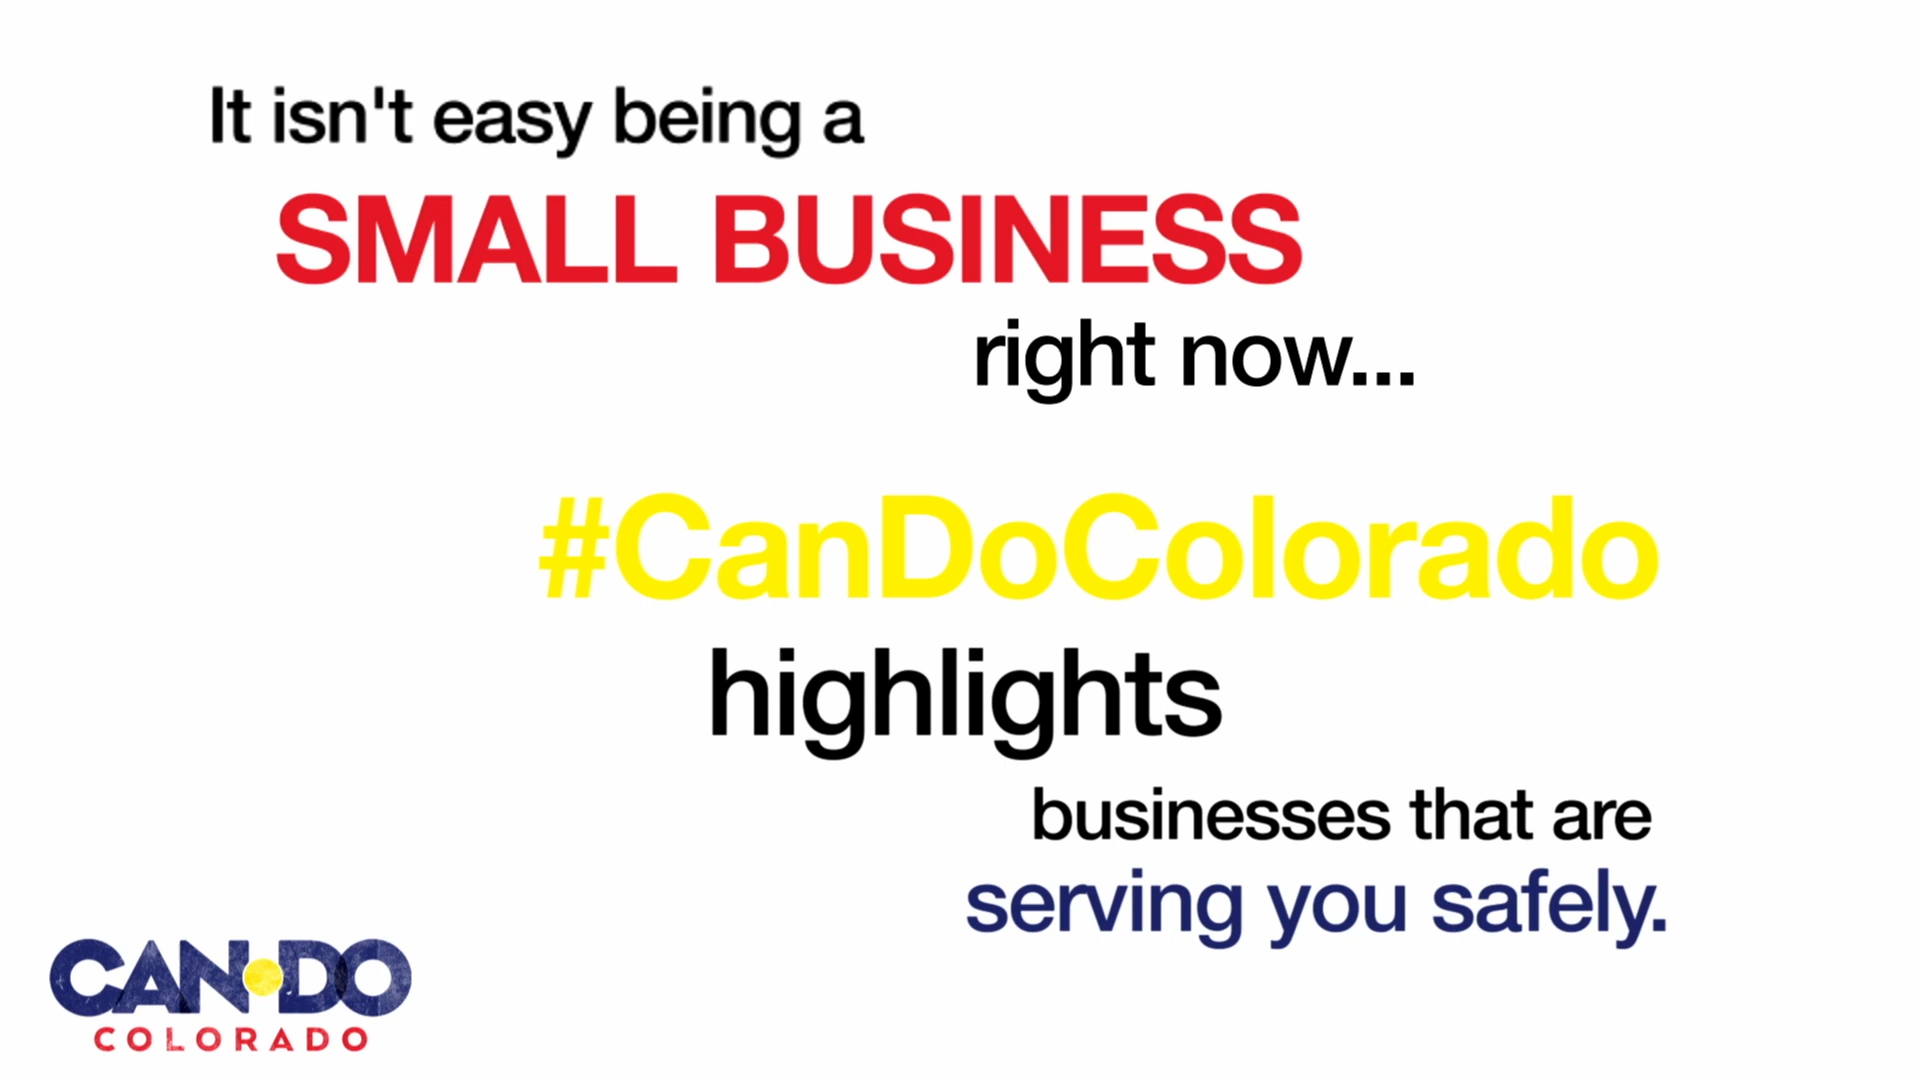 It isn't easy being a
SMALL BUSINESS
right now...
#CanDoColorado
highlights
businesses that are
serving you safely.
CAN DO
COLORADO